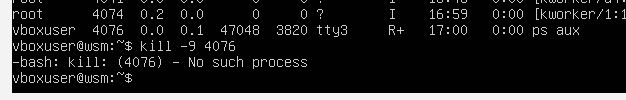 root 4074 0.2 0.0 0 0 ? I 16:59 0:00 [kworker/1:1
vboxuser 4076 0.0 0.1 47048 3820 tty3 R+ 17:00 0:00 ps aux
vboxuser@wsm:~$ kill -9 4076
-bash: kill: (4076) - No such process
vboxuser@wsm:~$